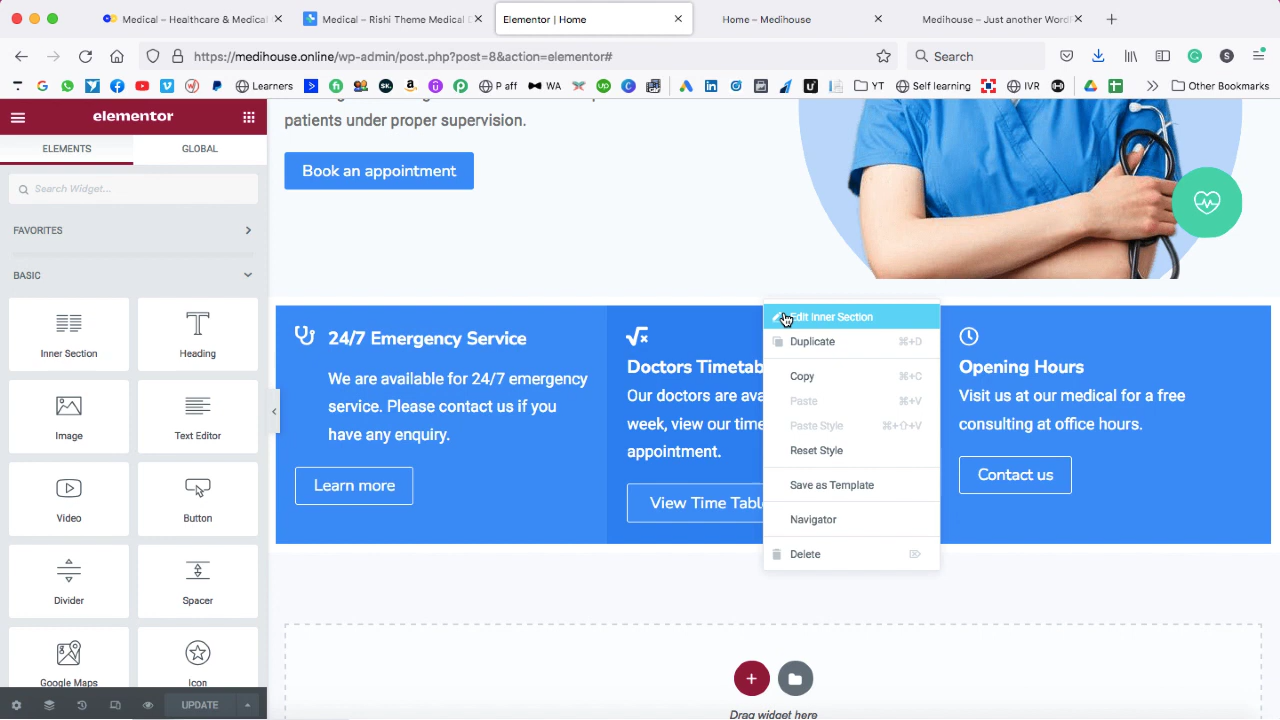 Medical – Healthcare & Medical
Medical – Rishi Theme Medical
Elementor | Home
Home – Medihouse
Medihouse – Just another Word
https://medihouse.online/wp-admin/post.php?post=8&action=elementor#
Search
Learners
P aff
WA
YT
Self learning
IVR
Other Bookmarks
elementor
ELEMENTS
GLOBAL
Search Widget...
FAVORITES
BASIC
Inner Section
Heading
Image
Text Editor
Video
Button
Divider
Spacer
Google Maps
Icon
UPDATE
patients under proper supervision.
Book an appointment
24/7 Emergency Service
We are available for 24/7 emergency
service. Please contact us if you
have any enquiry.
Learn more
Doctors Timetab
Our doctors are ava
week, view our time
appointment.
View Time Table
Edit Inner Section
Duplicate ⌘+D
Copy ⌘+C
Paste ⌘+V
Paste Style ⌘+⇧+V
Reset Style
Save as Template
Navigator
Delete
Opening Hours
Visit us at our medical for a free
consulting at office hours.
Contact us
Drag widget here